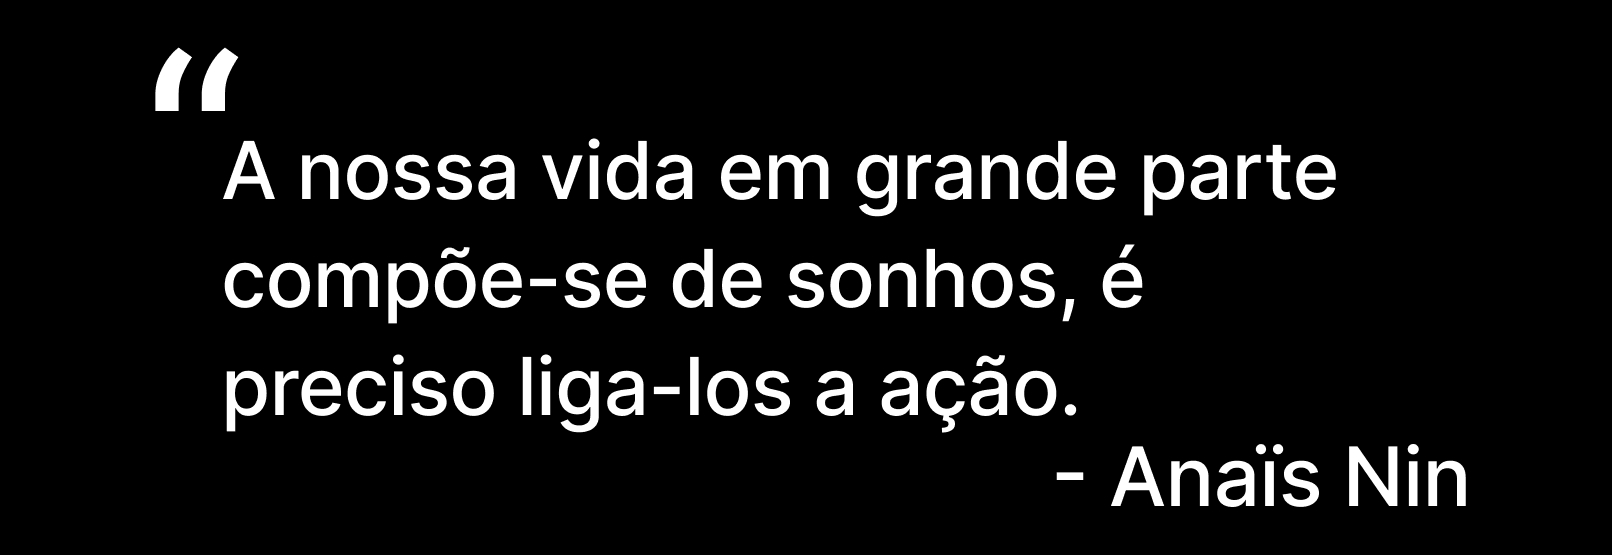 “
A nossa vida em grande parte
compõe-se de sonhos, é
preciso liga-los a ação.
- Anaïs Nin